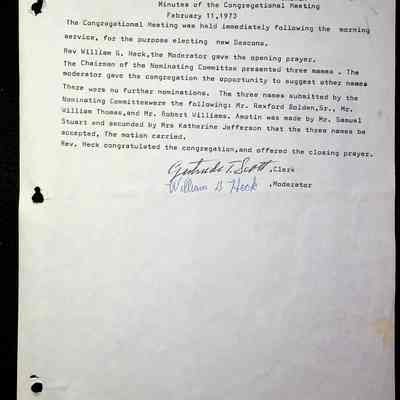 Minutes of the Congregational Meeting
February 11,1973
The Congregational Meeting was held immediately following the morning
service, for the purpose electing new Deacons.
Rev William G. Heck,the Moderator gave the opening prayer.
The Chairman of the Nominating Committee presented three names . The
moderator gave the congregation the opportunity to suggest other names
There were no further nominations. The three names submitted by the
Nominating Committeewere the following: Mr. Rexford Bolden,Sr., Mr.
William Thomas,and Mr. Robert Williams. Amotin was made by Mr. Samuel
Stuart and seconded by Mrs Katherine Jefferson that the three names be
accepted, The motion carried.
Rev. Heck congratulated the congregation,and offered the closing prayer.
Gertrude T. Scott ,Clerk
William G Heck ,Moderator